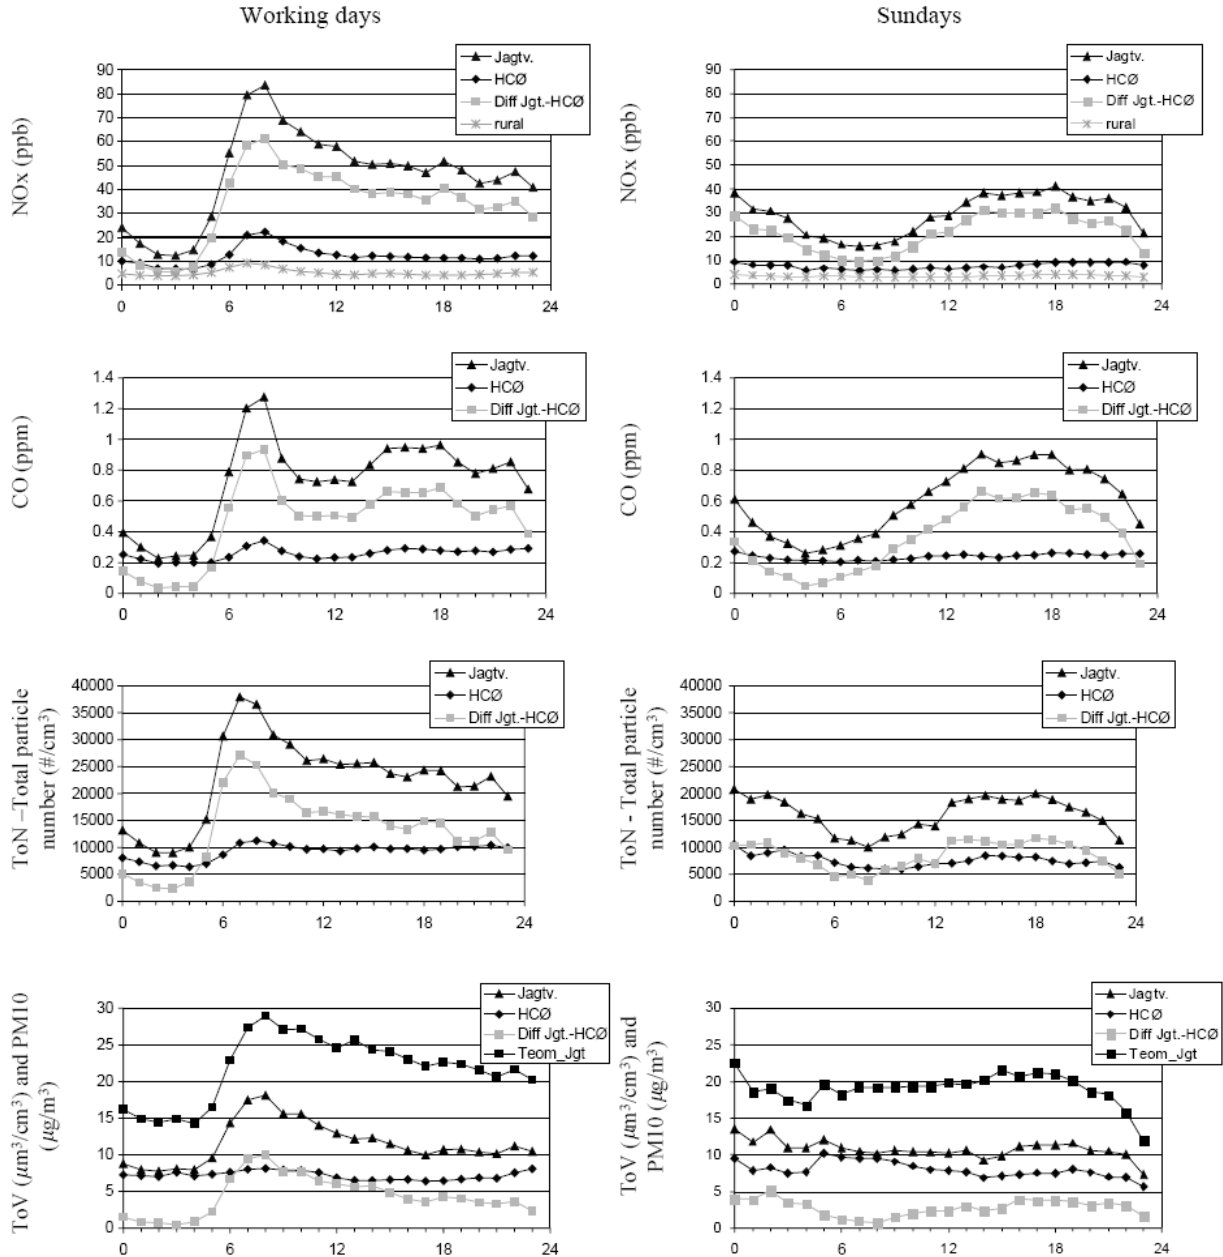 Working days
Sundays
NOx (ppb)
90
80
70
60
50
40
30
20
10
0
0
6
12
18
24
Jagtv.
HCØ
Diff Jgt.-HCØ
rural
NOx (ppb)
90
80
70
60
50
40
30
20
10
0
0
6
12
18
24
Jagtv.
HCØ
Diff Jgt.-HCØ
rural
CO (ppm)
1.4
1.2
1
0.8
0.6
0.4
0.2
0
0
6
12
18
24
Jagtv.
HCØ
Diff Jgt.-HCØ
CO (ppm)
1.4
1.2
1
0.8
0.6
0.4
0.2
0
0
6
12
18
24
Jagtv.
HCØ
Diff Jgt.-HCØ
ToN –Total particle
number (#/cm³)
40000
35000
30000
25000
20000
15000
10000
5000
0
0
6
12
18
24
Jagtv.
HCØ
Diff Jgt.-HCØ
ToN - Total particle
number (#/cm³)
40000
35000
30000
25000
20000
15000
10000
5000
0
0
6
12
18
24
Jagtv.
HCØ
Diff Jgt.-HCØ
ToV (μm³/cm³) and PM10
(μg/m³)
30
25
20
15
10
5
0
0
6
12
18
24
Jagtv.
HCØ
Diff Jgt.-HCØ
Teom_Jgt
ToV (μm³/cm³) and
PM10 (μg/m³)
30
25
20
15
10
5
0
0
6
12
18
24
Jagtv.
HCØ
Diff Jgt.-HCØ
Teom_Jgt